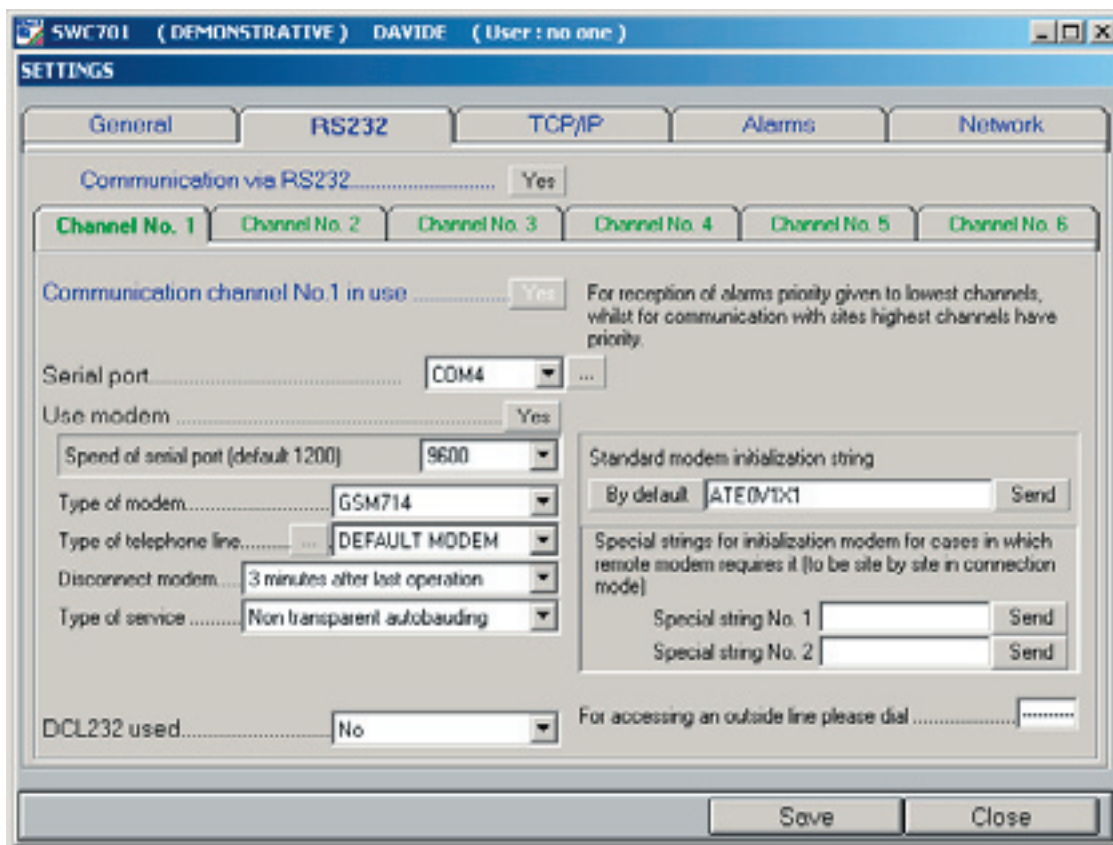 SWC701 ( DEMONSTRATIVE ) DAVIDE ( User : no one )
SETTINGS
General RS232 TCP/IP Alarms Network
Communication via RS232 Yes
Channel No. 1 Channel No. 2 Channel No. 3 Channel No. 4 Channel No. 5 Channel No. 6
Communication channel No.1 in use Yes
For reception of alarms priority given to lowest channels,
whilst for communication with sites highest channels have
priority.
Serial port COM4 ...
Use modem Yes
Speed of serial port (default 1200) 9600
Type of modem GSM714
Type of telephone line ... DEFAULT MODEM
Disconnect modem 3 minutes after last operation
Type of service Non transparent autobauding
Standard modem initialization string
By default ATE0V1X1 Send
Special strings for initialization modem for cases in which
remote modem requires it (to be site by site in connection
mode)
Special string No. 1 Send
Special string No. 2 Send
DCL232 used No
For accessing an outside line please dial ----------
Save Close